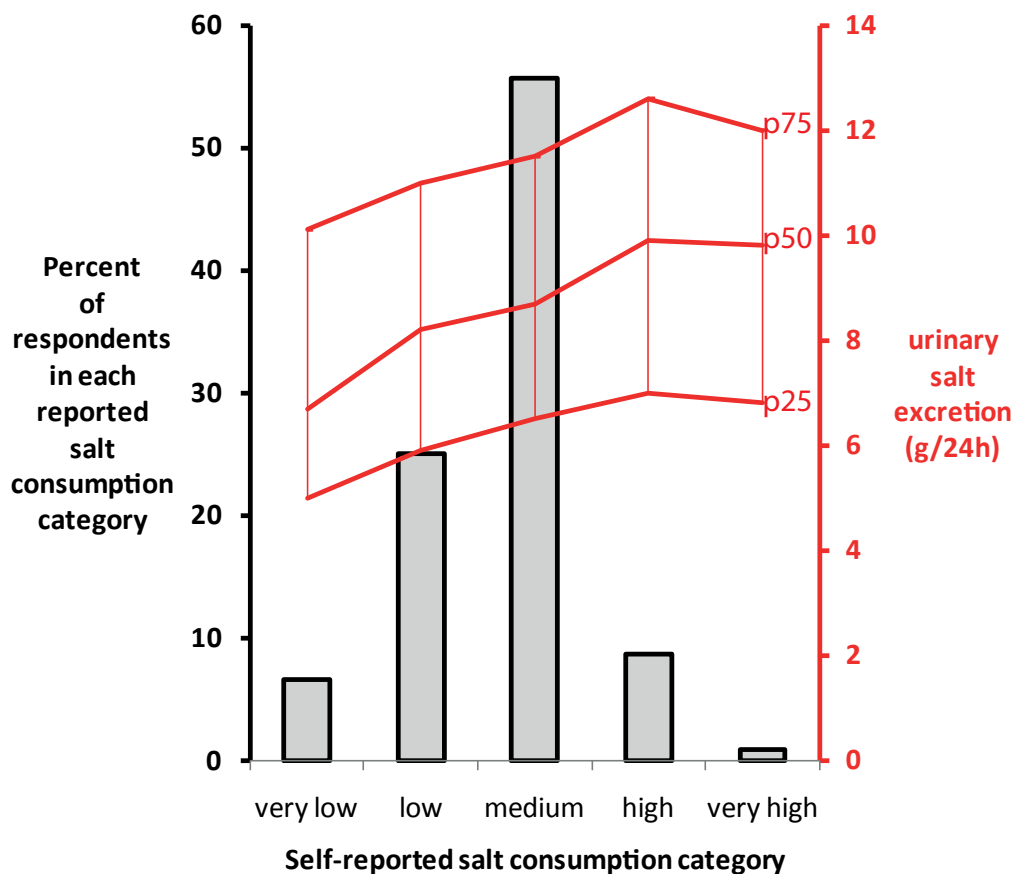 60
50
40
30
20
10
0
Percent
of
respondents
in each
reported
salt
consumption
category
14
12
10
8
6
4
2
0
urinary
salt
excretion
(g/24h)
p75
p50
p25
very low
low
medium
high
very high
Self-reported salt consumption category